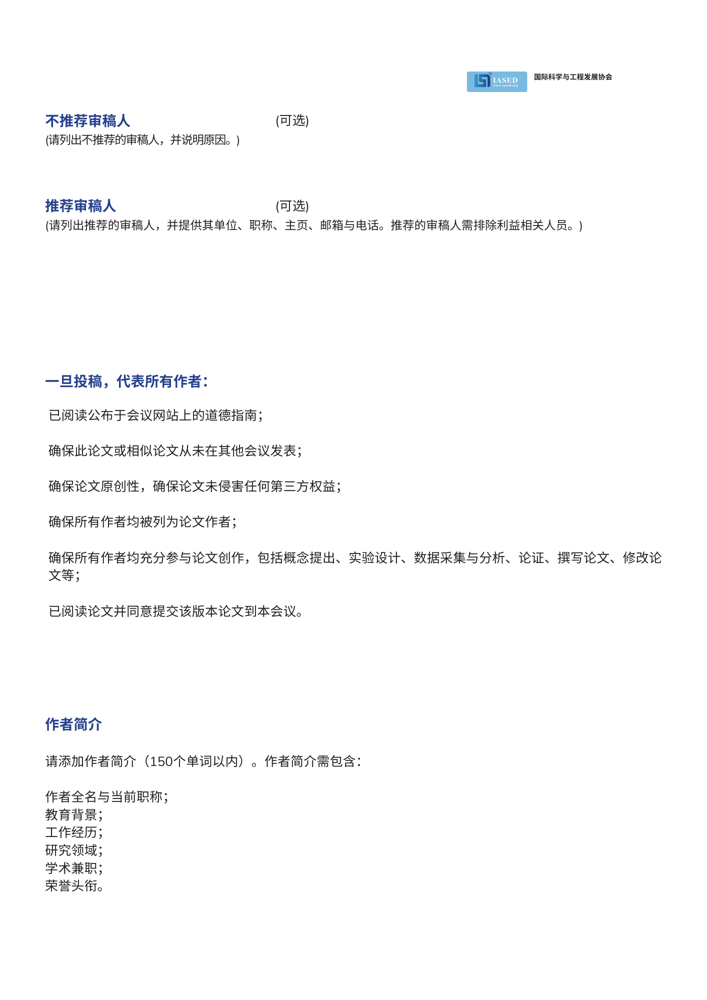 IASED
www.iased.org
国际科学与工程发展协会
不推荐审稿人 (可选)
(请列出不推荐的审稿人，并说明原因。)
推荐审稿人 (可选)
(请列出推荐的审稿人，并提供其单位、职称、主页、邮箱与电话。推荐的审稿人需排除利益相关人员。)
一旦投稿，代表所有作者：
已阅读公布于会议网站上的道德指南；
确保此论文或相似论文从未在其他会议发表；
确保论文原创性，确保论文未侵害任何第三方权益；
确保所有作者均被列为论文作者；
确保所有作者均充分参与论文创作，包括概念提出、实验设计、数据采集与分析、论证、撰写论文、修改论
文等；
已阅读论文并同意提交该版本论文到本会议。
作者简介
请添加作者简介（150个单词以内）。作者简介需包含：
作者全名与当前职称；
教育背景；
工作经历；
研究领域；
学术兼职；
荣誉头衔。